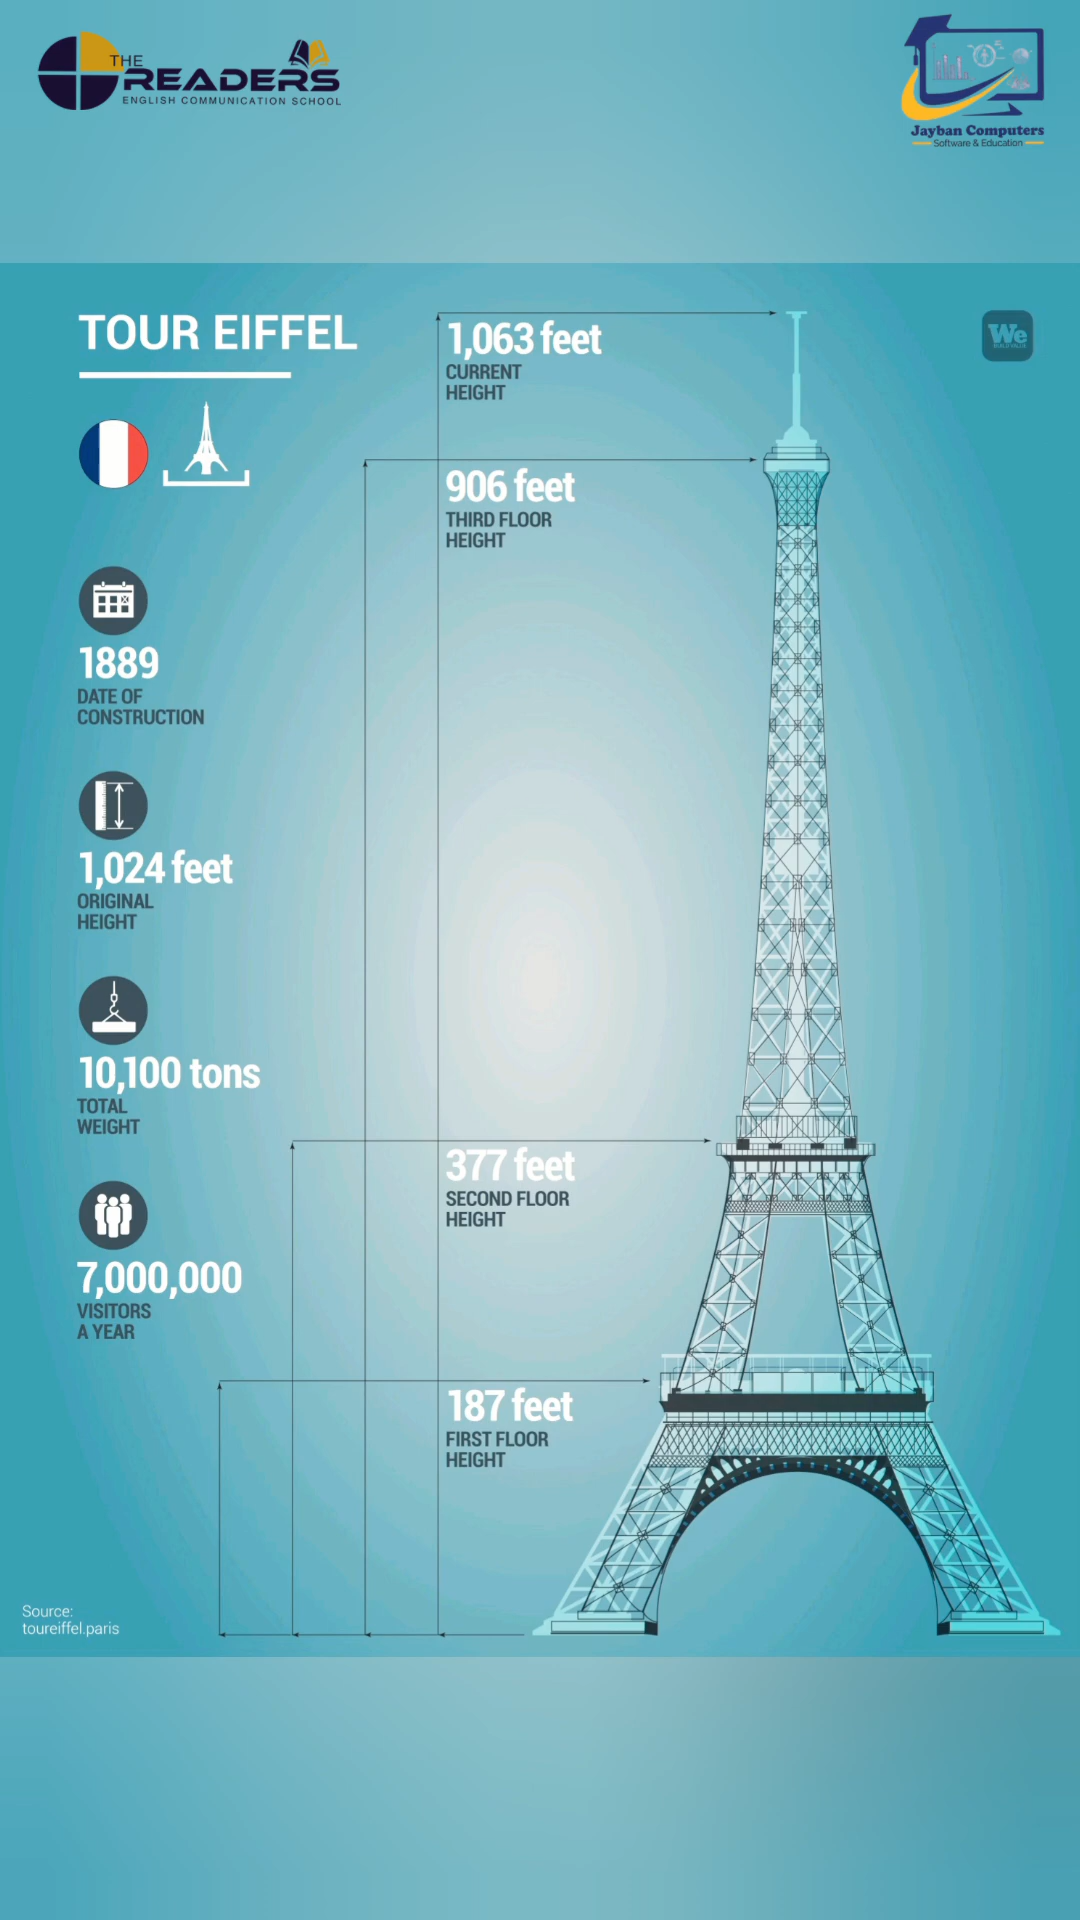 THE
READERS
ENGLISH COMMUNICATION SCHOOL
Jayban Computers
Software & Education
TOUR EIFFEL
We
BUILD VALUE
1,063 feet
CURRENT
HEIGHT
906 feet
THIRD FLOOR
HEIGHT
1889
DATE OF
CONSTRUCTION
1,024 feet
ORIGINAL
HEIGHT
10,100 tons
TOTAL
WEIGHT
377 feet
SECOND FLOOR
HEIGHT
7,000,000
VISITORS
A YEAR
187 feet
FIRST FLOOR
HEIGHT
Source:
toureiffel.paris